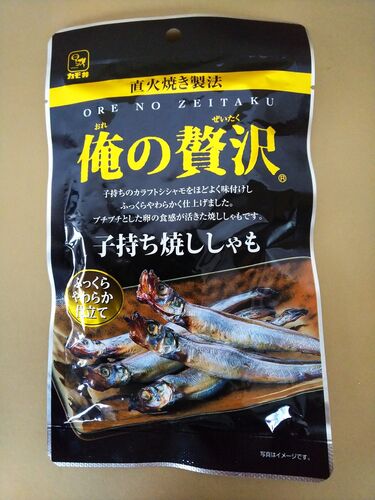 カモ井
直火焼き製法
ORE NO ZEITAKU
おれ ぜいたく
俺の贅沢®
子持ちのカラフトシシャモをほどよく味付けし
ふっくらやわらかく仕上げました。
プチプチとした卵の食感が活きた焼ししゃもです。
子持ち焼ししゃも
ふっくら
やわらか
仕立て
写真はイメージです。